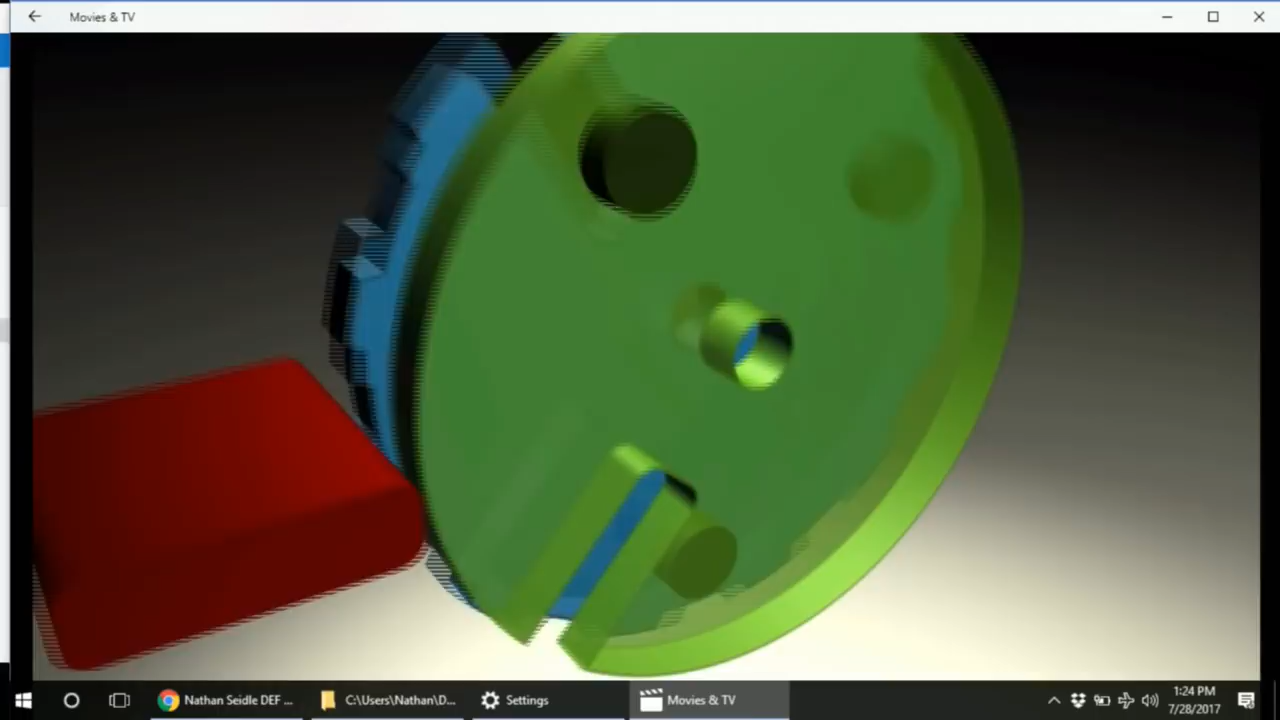 Movies & TV
Nathan Seidle DEF ...
C:\Users\Nathan\D...
Settings
Movies & TV
1:24 PM
7/28/2017